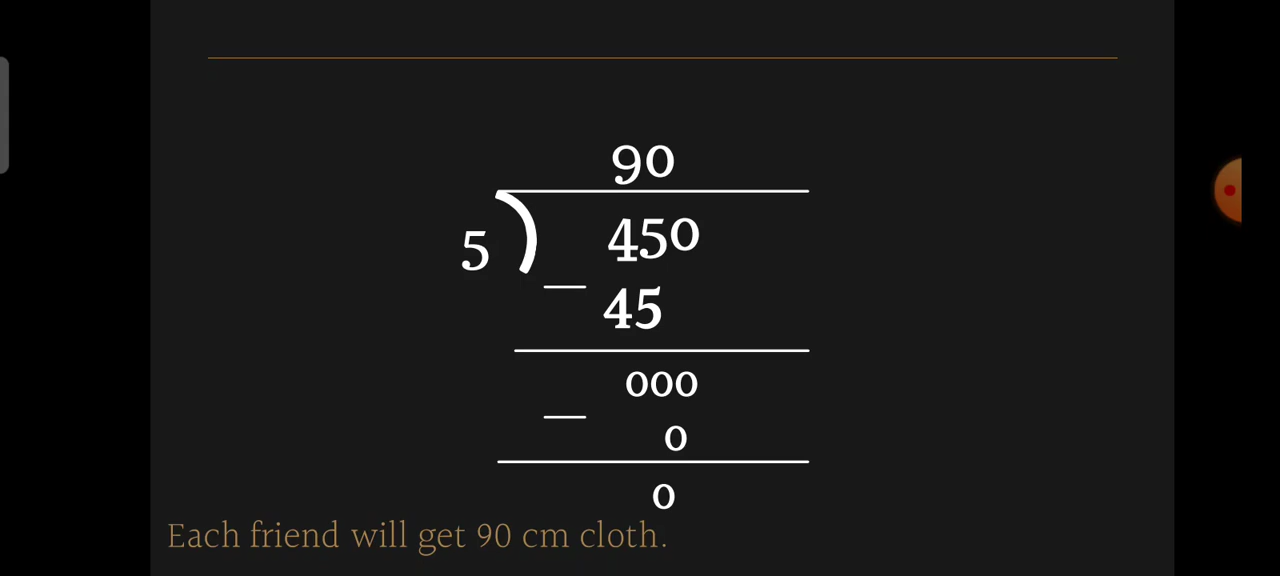 90
5 ) 450
— 45
000
— 0
0
Each friend will get 90 cm cloth.